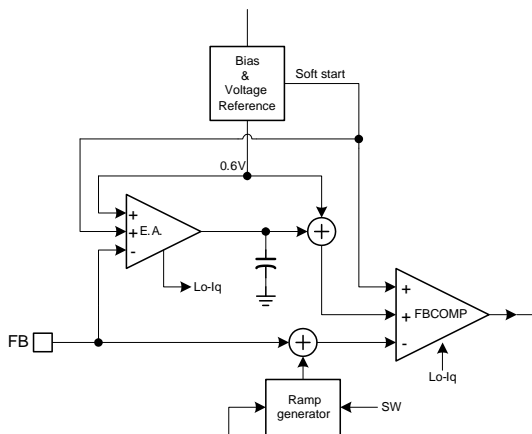 Bias
&
Voltage
Reference
Soft start
0.6V
+
+ E.A.
-
+
Lo-Iq
+
+ FBCOMP
-
FB
+
Lo-Iq
Ramp
generator
SW